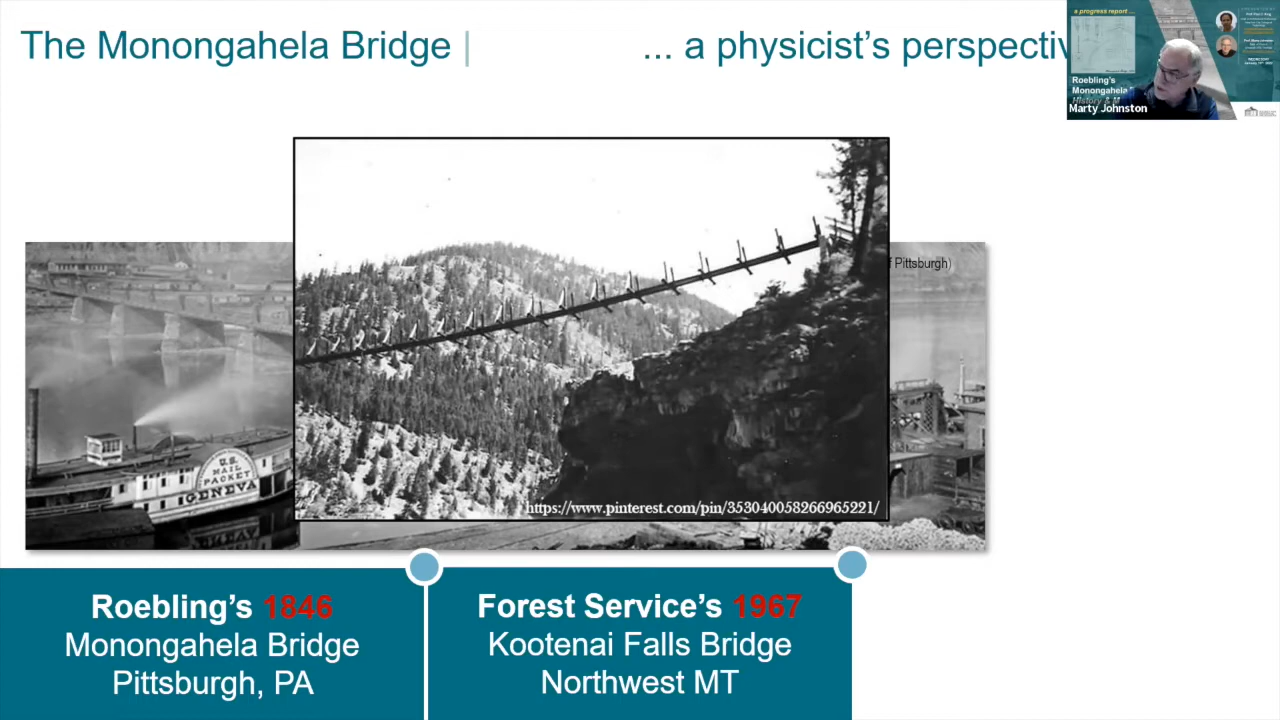 The Monongahela Bridge | ... a physicist's perspectiv
a progress report ...
Roebling's
Monongahela
Marty Johnston
f Pittsburgh)
U.S.
MAIL
PACKET
GENEVA
https://www.pinterest.com/pin/353040058266965221/
Roebling's 1846
Monongahela Bridge
Pittsburgh, PA
Forest Service's 1967
Kootenai Falls Bridge
Northwest MT